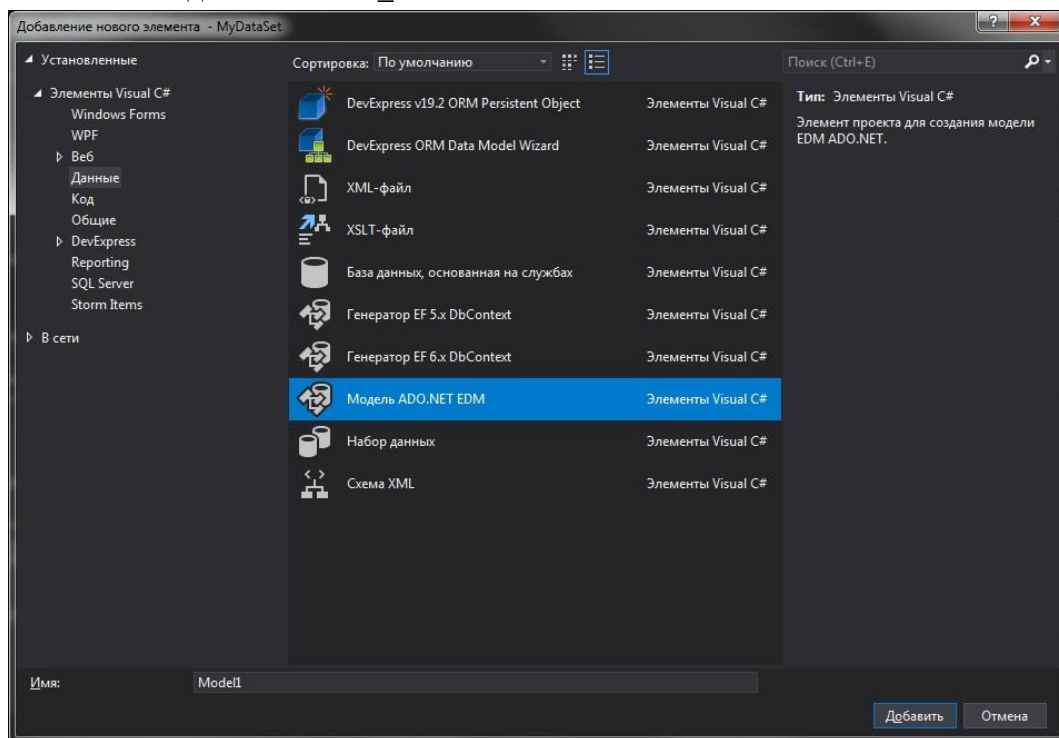 Добавление нового элемента - MyDataSet
Установленные
Элементы Visual C#
Windows Forms
WPF
Веб
Данные
Код
Общие
DevExpress
Reporting
SQL Server
Storm Items
В сети
Сортировка: По умолчанию
DevExpress v19.2 ORM Persistent Object Элементы Visual C#
DevExpress ORM Data Model Wizard Элементы Visual C#
XML-файл Элементы Visual C#
XSLT-файл Элементы Visual C#
База данных, основанная на службах Элементы Visual C#
Генератор EF 5.x DbContext Элементы Visual C#
Генератор EF 6.x DbContext Элементы Visual C#
Модель ADO.NET EDM Элементы Visual C#
Набор данных Элементы Visual C#
Схема XML Элементы Visual C#
Поиск (Ctrl+E)
Тип: Элементы Visual C#
Элемент проекта для создания модели
EDM ADO.NET.
Имя: Model1
Добавить Отмена